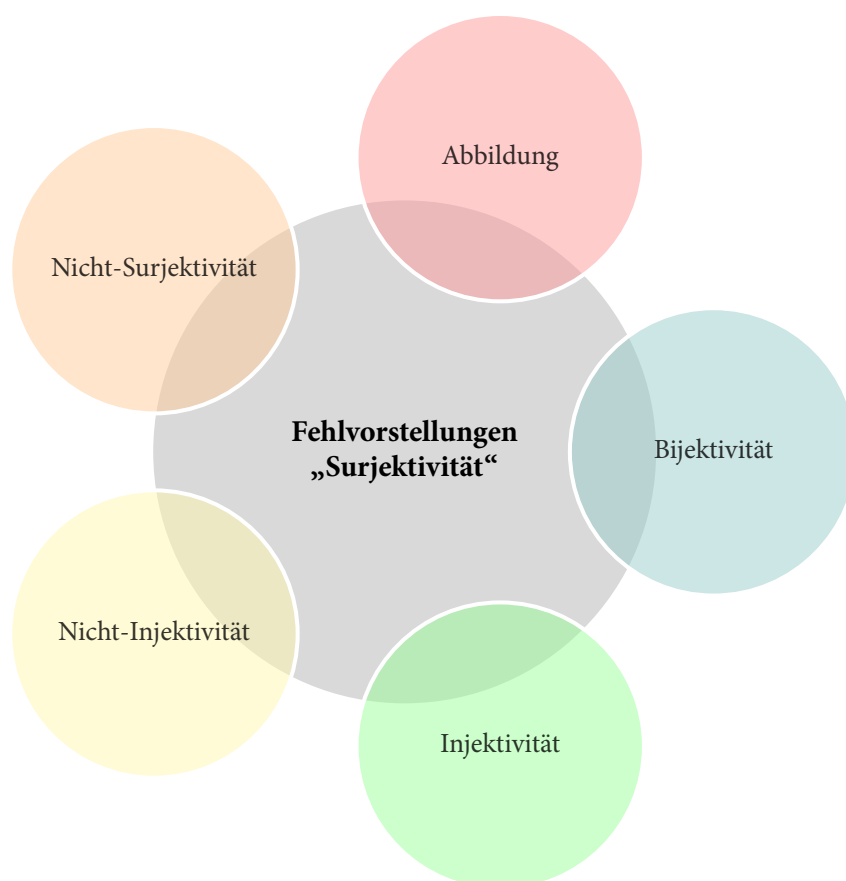 Abbildung
Nicht-Surjektivität
Fehlvorstellungen
„Surjektivität“
Bijektivität
Nicht-Injektivität
Injektivität